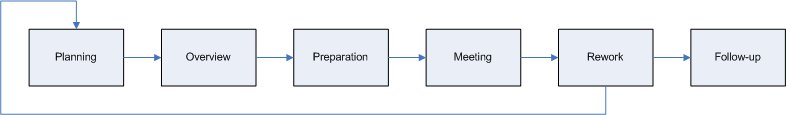 Planning
Overview
Preparation
Meeting
Rework
Follow-up